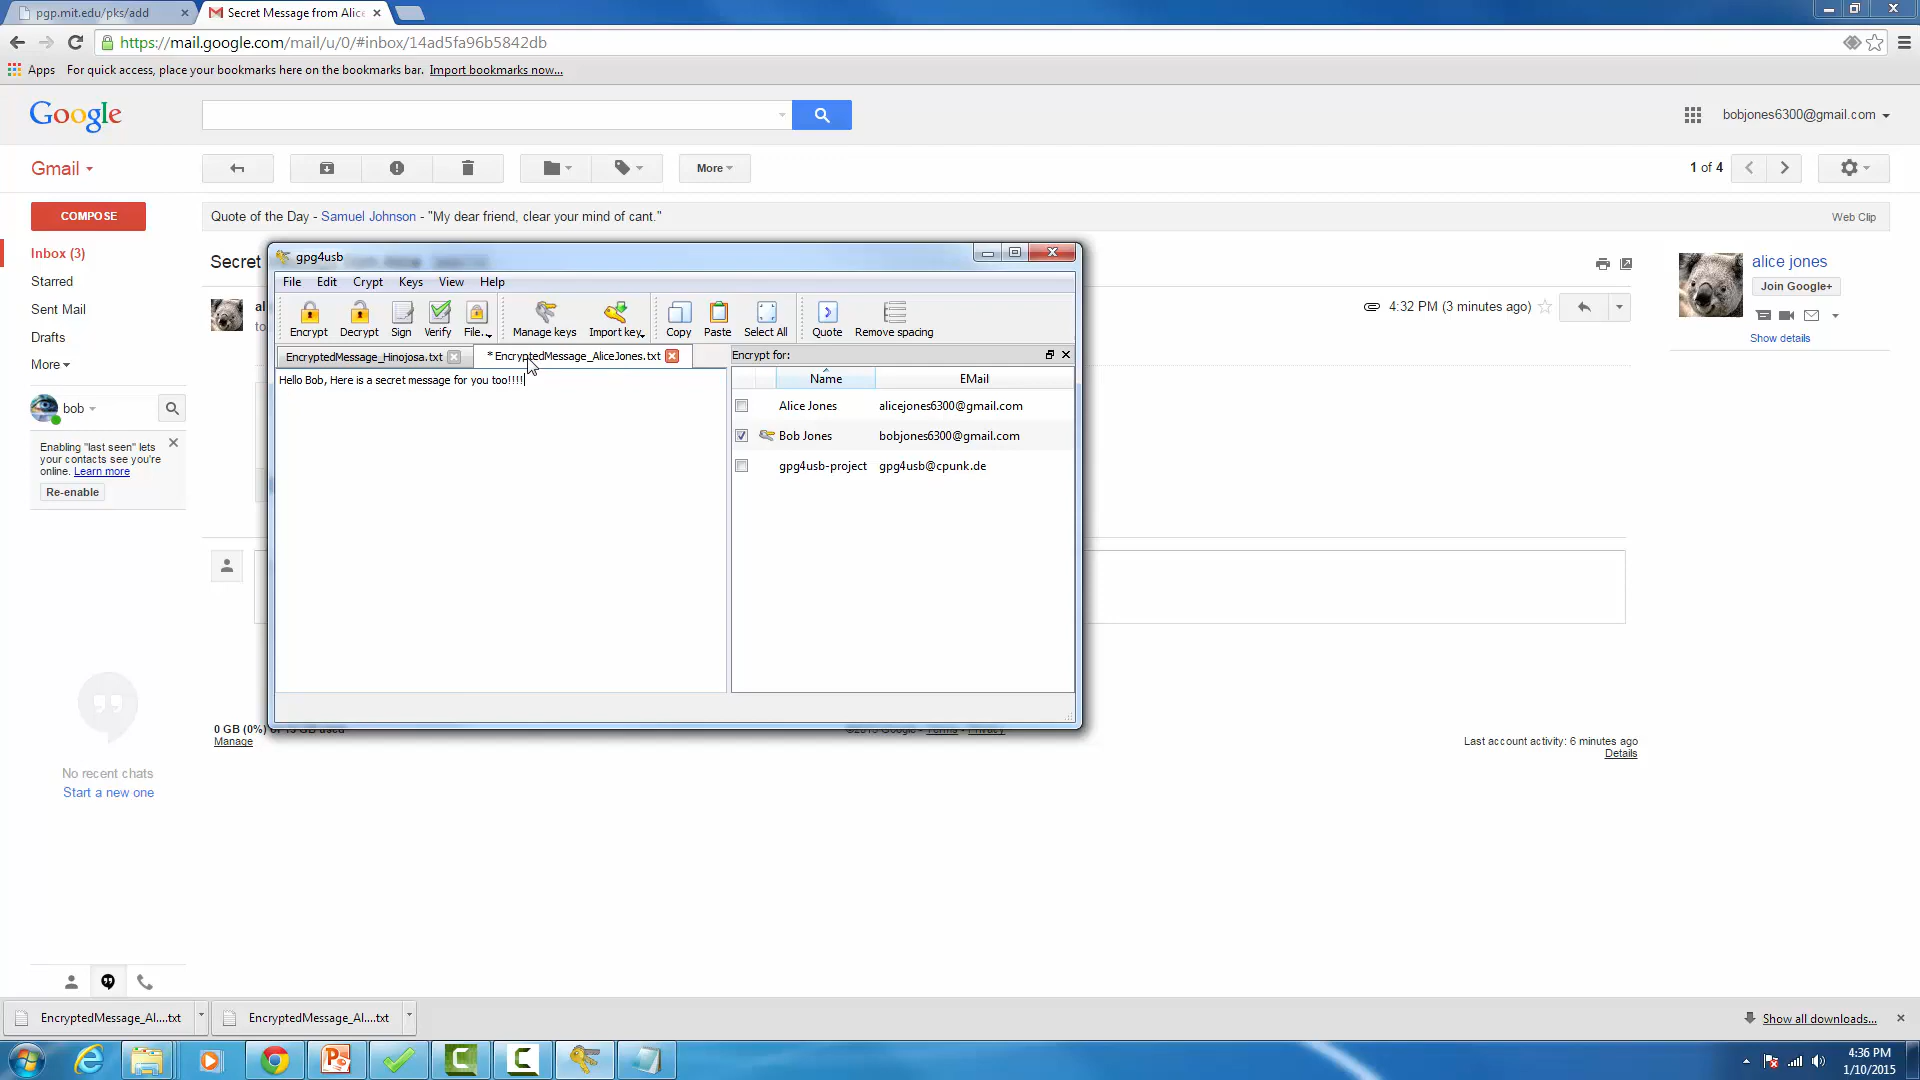 pgp.mit.edu/pks/add
Secret Message from Alice
https://mail.google.com/mail/u/0/#inbox/14ad5fa96b5842db
Apps For quick access, place your bookmarks here on the bookmarks bar. Import bookmarks now...
Google
bobjones6300@gmail.com
Gmail
More
1 of 4
COMPOSE
Quote of the Day - Samuel Johnson - "My dear friend, clear your mind of cant."
Web Clip
Inbox (3)
Starred
Sent Mail
Drafts
More
Secret
4:32 PM (3 minutes ago)
alice jones
Join Google+
Show details
bob
Enabling "last seen" lets
your contacts see you're
online. Learn more
Re-enable
gpg4usb
File Edit Crypt Keys View Help
Encrypt Decrypt Sign Verify File.. Manage keys Import key Copy Paste Select All Quote Remove spacing
EncryptedMessage_Hinojosa.txt
* EncryptedMessage_AliceJones.txt
Hello Bob, Here is a secret message for you too!!!!
Encrypt for:
Name EMail
Alice Jones alicejones6300@gmail.com
Bob Jones bobjones6300@gmail.com
gpg4usb-project gpg4usb@cpunk.de
0 GB (0%)
Manage
Last account activity: 6 minutes ago
Details
No recent chats
Start a new one
EncryptedMessage_Al....txt
EncryptedMessage_Al....txt
Show all downloads...
4:36 PM
1/10/2015